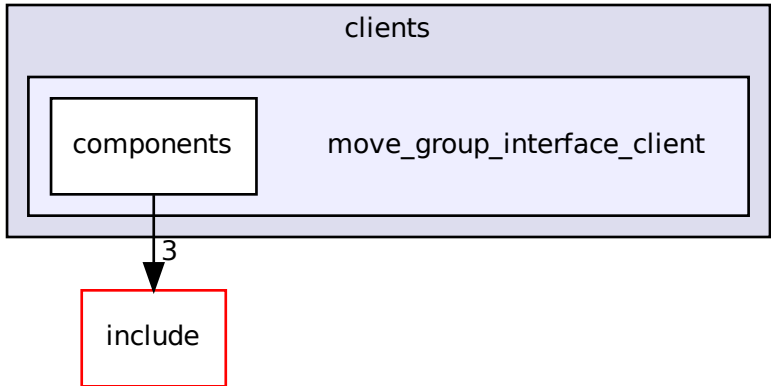 clients
components
move_group_interface_client
3
include